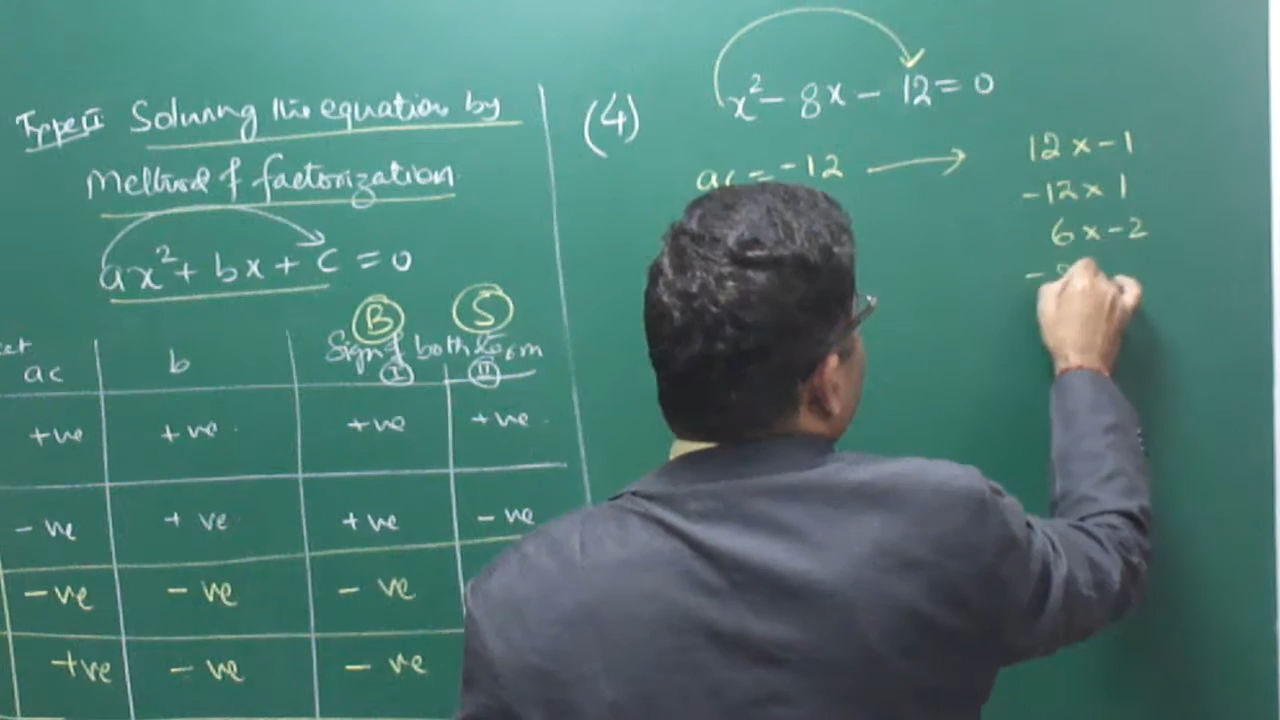 Type II Solving the equation by
Method of factorization
ax² + bx + c = 0
B S
Sign of both term
ac b I II
+ve +ve +ve +ve
-ve +ve +ve -ve
-ve -ve -ve
+ve -ve -ve
(4) x² - 8x - 12 = 0
ac = -12 →
12 x -1
-12 x 1
6 x -2
-